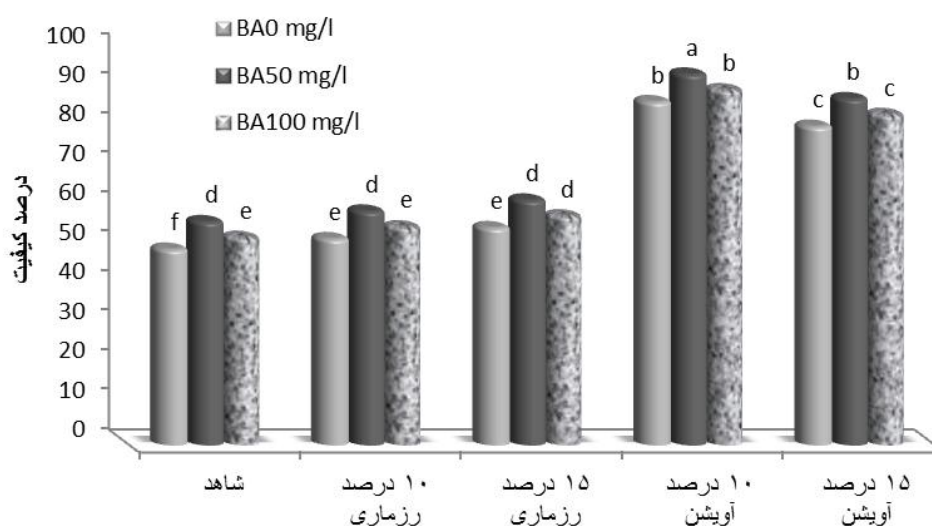 درصد کیفیت
100
90
80
70
60
50
40
30
20
10
0
BA0 mg/l
BA50 mg/l
BA100 mg/l
f d e
e d e
e d d
b a b
c b c
شاهد
۱۰ درصد
رزماری
۱۵ درصد
رزماری
۱۰ درصد
آویشن
۱۵ درصد
آویشن